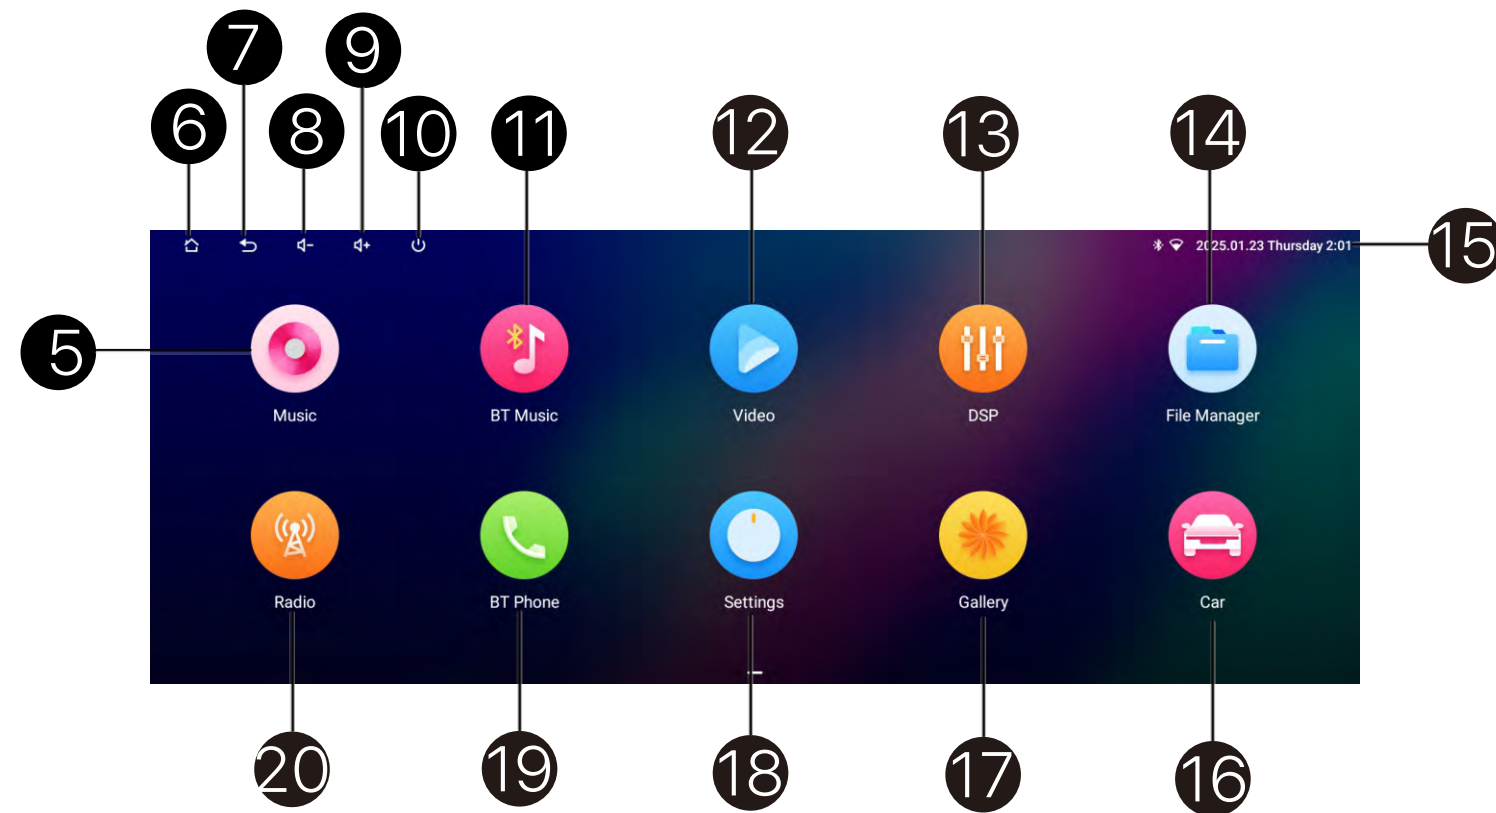 7 9
6 8 10 11 12 13 14
2025.01.23 Thursday 2:01 15
5
Music BT Music Video DSP File Manager
Radio BT Phone Settings Gallery Car
20 19 18 17 16